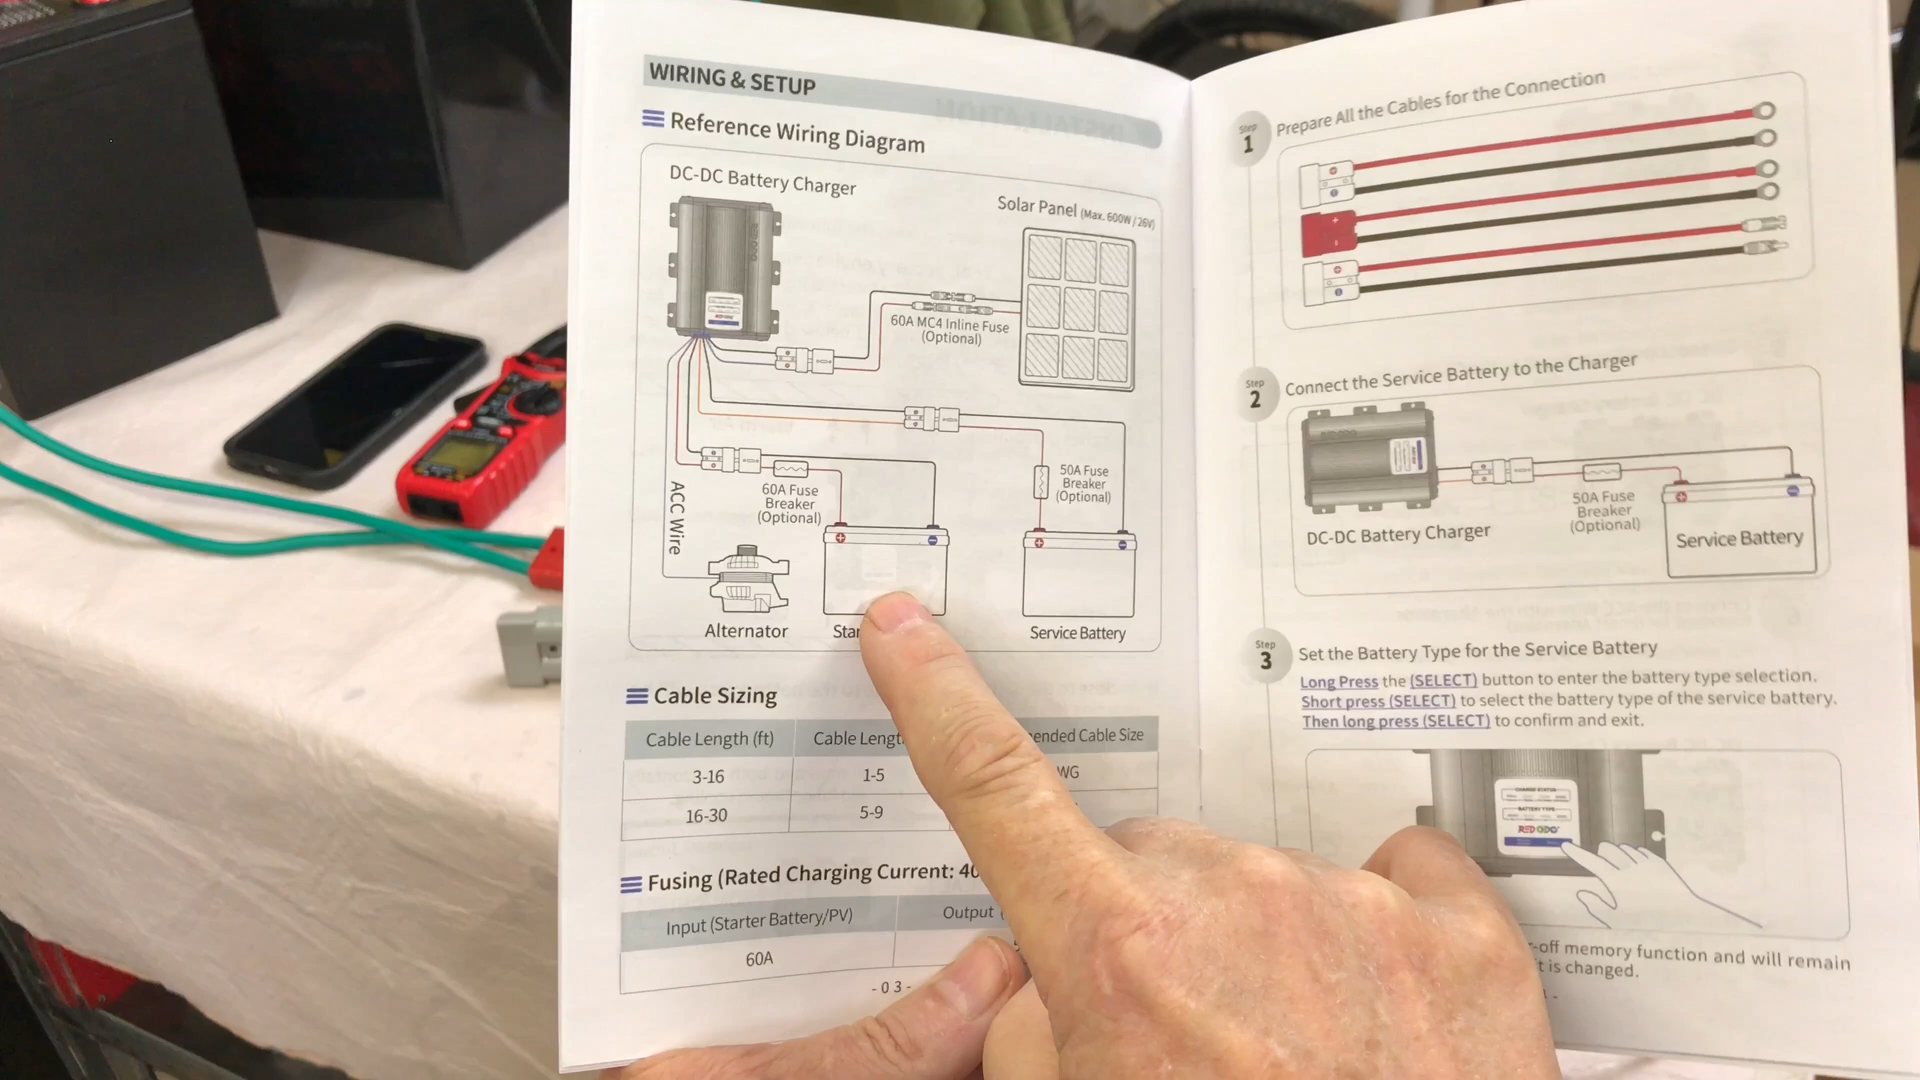 WIRING & SETUP
Reference Wiring Diagram
DC-DC Battery Charger
Solar Panel (Max. 600W / 26V)
60A MC4 Inline Fuse
(Optional)
ACC Wire
60A Fuse
Breaker
(Optional)
50A Fuse
Breaker
(Optional)
Alternator
Star
Service Battery
Cable Sizing
Cable Length (ft) Cable Lengt ended Cable Size
3-16 1-5 WG
16-30 5-9
Fusing (Rated Charging Current: 40
Input (Starter Battery/PV) Output (
60A
- 0 3 -
Step 1
Prepare All the Cables for the Connection
Step 2
Connect the Service Battery to the Charger
DC-DC Battery Charger
50A Fuse
Breaker
(Optional)
Service Battery
Step 3
Set the Battery Type for the Service Battery
Long Press the (SELECT) button to enter the battery type selection.
Short press (SELECT) to select the battery type of the service battery.
Then long press (SELECT) to confirm and exit.
CHARGE STATUS
BATTERY TYPE
REDODO
-off memory function and will remain
t is changed.